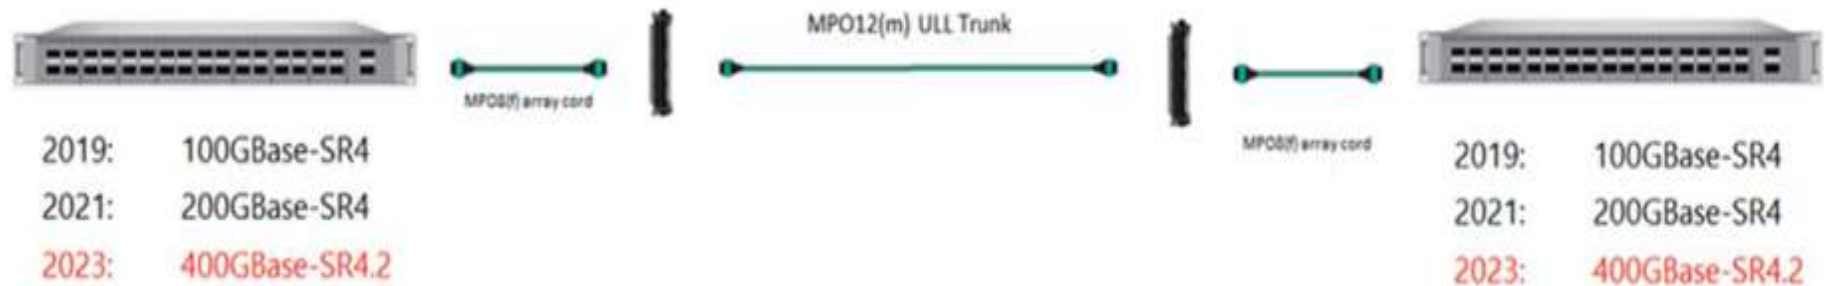 MPO12(m) ULL Trunk
MPO8(f) array cord
MPO8(f) array cord
2019: 100GBase-SR4
2021: 200GBase-SR4
2023: 400GBase-SR4.2
2019: 100GBase-SR4
2021: 200GBase-SR4
2023: 400GBase-SR4.2